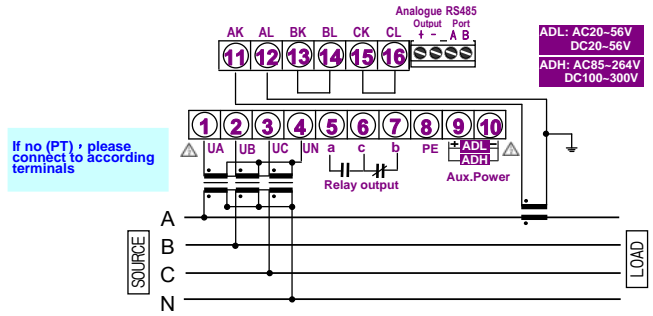 Analogue RS485
Output Port
AK AL BK BL CK CL + - A B
11 12 13 14 15 16
ADL: AC20~56V
DC20~56V
ADH: AC85~264V
DC100~300V
1 2 3 4 5 6 7 8 9 10
UA UB UC UN a c b PE + ADL -
ADH
If no (PT)，please
connect to according
terminals
Relay output
Aux.Power
A
B
C
N
SOURCE
LOAD